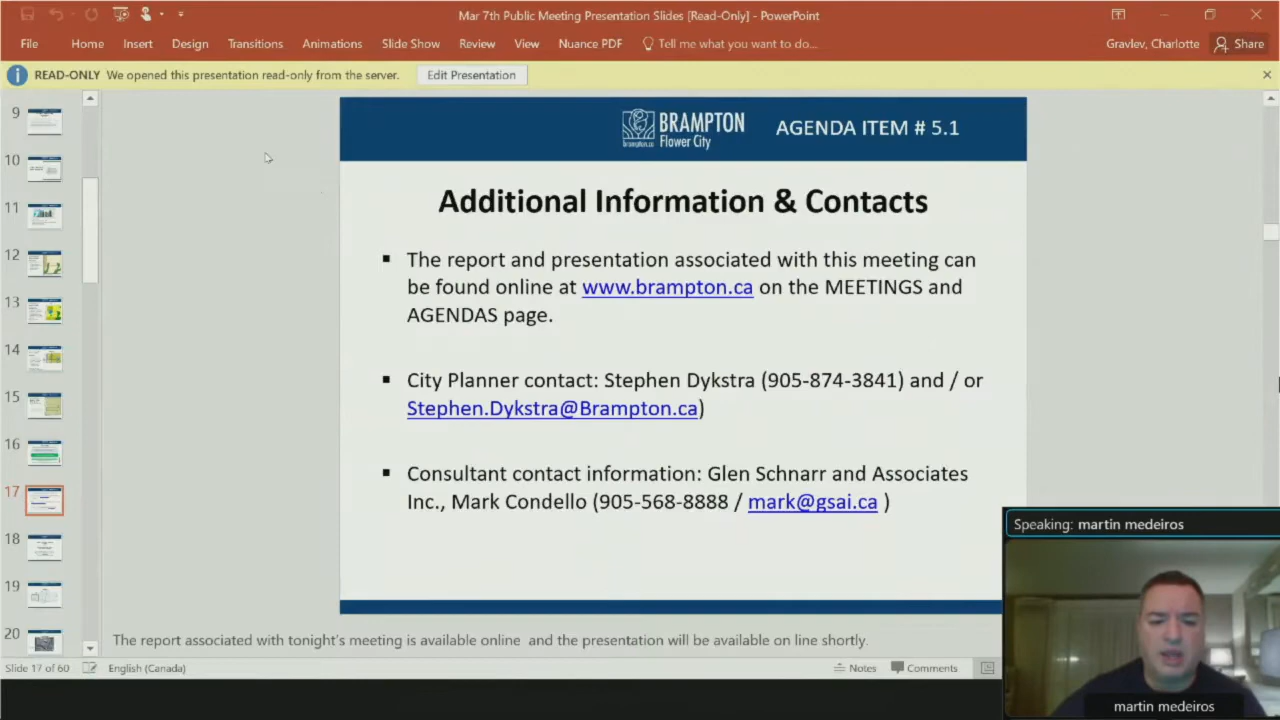 Mar 7th Public Meeting Presentation Slides [Read-Only] - PowerPoint
File Home Insert Design Transitions Animations Slide Show Review View Nuance PDF Tell me what you want to do... Gravlev, Charlotte Share
READ-ONLY We opened this presentation read-only from the server. Edit Presentation
9
10
11
12
13
14
15
16
17
18
19
20
BRAMPTON
brampton.ca Flower City
AGENDA ITEM # 5.1
Additional Information & Contacts
▪ The report and presentation associated with this meeting can
be found online at www.brampton.ca on the MEETINGS and
AGENDAS page.
▪ City Planner contact: Stephen Dykstra (905-874-3841) and / or
Stephen.Dykstra@Brampton.ca)
▪ Consultant contact information: Glen Schnarr and Associates
Inc., Mark Condello (905-568-8888 / mark@gsai.ca )
The report associated with tonight's meeting is available online and the presentation will be available on line shortly.
Slide 17 of 60 English (Canada) Notes Comments
Speaking: martin medeiros
martin medeiros